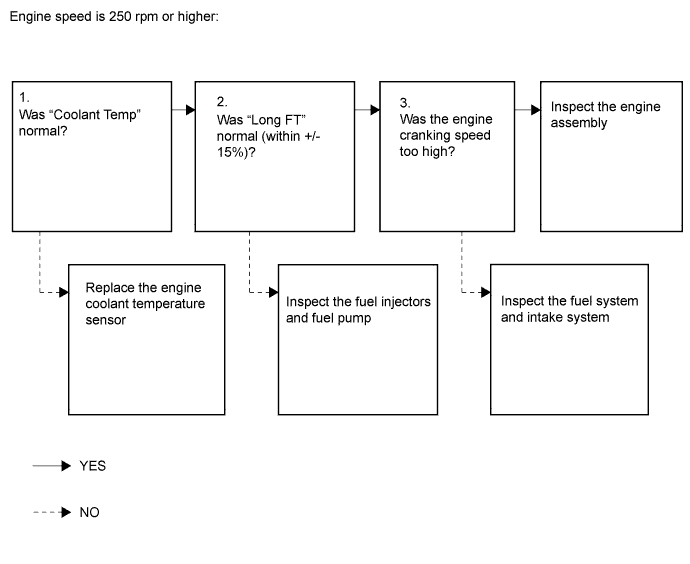 Engine speed is 250 rpm or higher:
1.
Was “Coolant Temp”
normal?
2.
Was “Long FT”
normal (within +/-
15%)?
3.
Was the engine
cranking speed
too high?
Inspect the engine
assembly
Replace the engine
coolant temperature
sensor
Inspect the fuel injectors
and fuel pump
Inspect the fuel system
and intake system
YES
NO